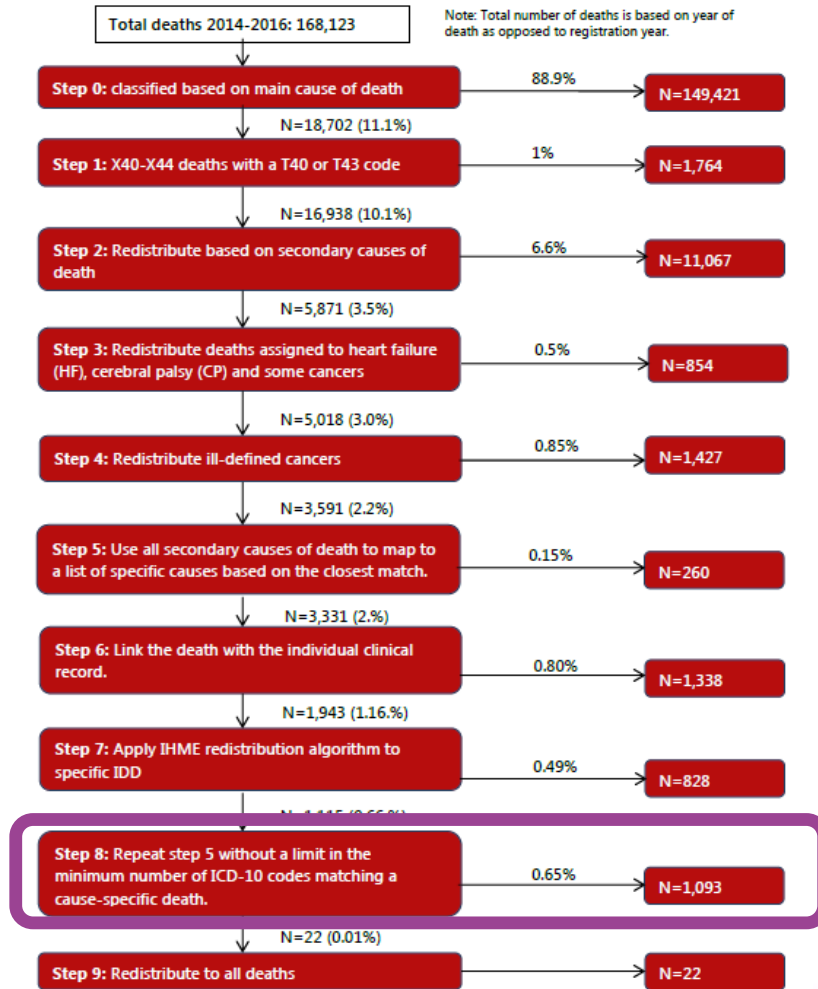 Total deaths 2014-2016: 168,123
Note: Total number of deaths is based on year of
death as opposed to registration year.
Step 0: classified based on main cause of death
88.9%
N=149,421
N=18,702 (11.1%)
Step 1: X40-X44 deaths with a T40 or T43 code
1%
N=1,764
N=16,938 (10.1%)
Step 2: Redistribute based on secondary causes of
death
6.6%
N=11,067
N=5,871 (3.5%)
Step 3: Redistribute deaths assigned to heart failure
(HF), cerebral palsy (CP) and some cancers
0.5%
N=854
N=5,018 (3.0%)
Step 4: Redistribute ill-defined cancers
0.85%
N=1,427
N=3,591 (2.2%)
Step 5: Use all secondary causes of death to map to
a list of specific causes based on the closest match.
0.15%
N=260
N=3,331 (2.%)
Step 6: Link the death with the individual clinical
record.
0.80%
N=1,338
N=1,943 (1.16.%)
Step 7: Apply IHME redistribution algorithm to
specific IDD
0.49%
N=828
Step 8: Repeat step 5 without a limit in the
minimum number of ICD-10 codes matching a
cause-specific death.
0.65%
N=1,093
N=22 (0.01%)
Step 9: Redistribute to all deaths
N=22